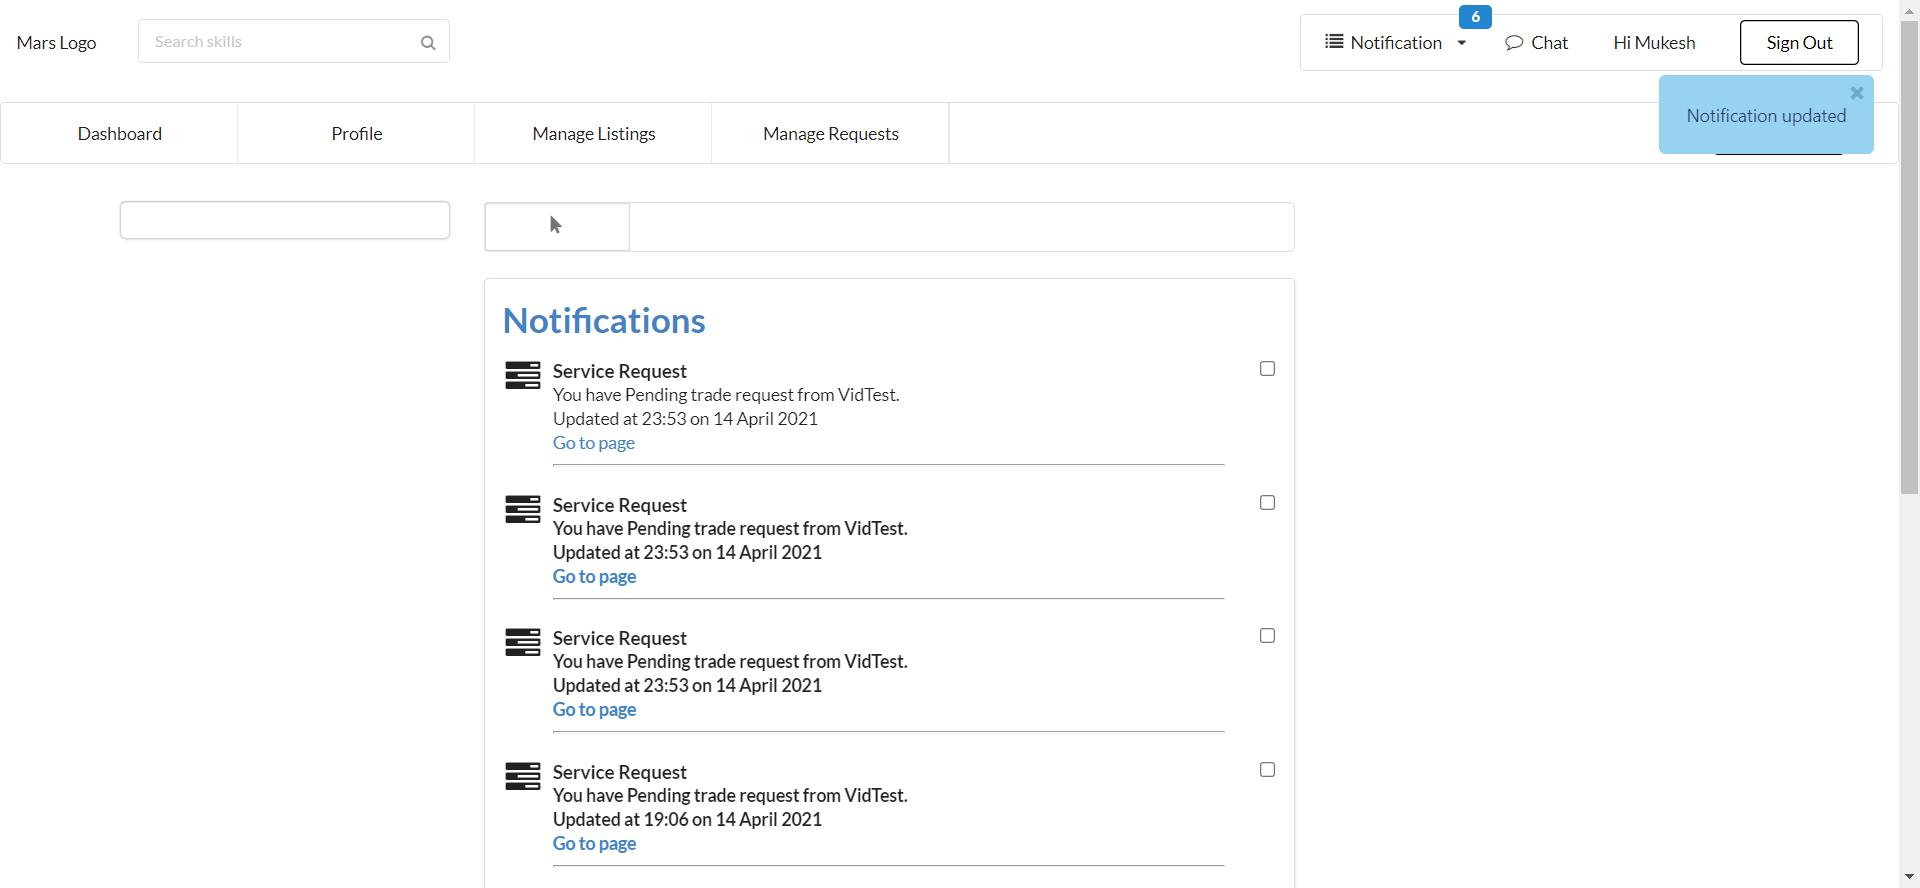 Mars Logo
Search skills
6
Notification
Chat
Hi Mukesh
Sign Out
Notification updated
Dashboard
Profile
Manage Listings
Manage Requests
Notifications
Service Request
You have Pending trade request from VidTest.
Updated at 23:53 on 14 April 2021
Go to page
Service Request
You have Pending trade request from VidTest.
Updated at 23:53 on 14 April 2021
Go to page
Service Request
You have Pending trade request from VidTest.
Updated at 23:53 on 14 April 2021
Go to page
Service Request
You have Pending trade request from VidTest.
Updated at 19:06 on 14 April 2021
Go to page